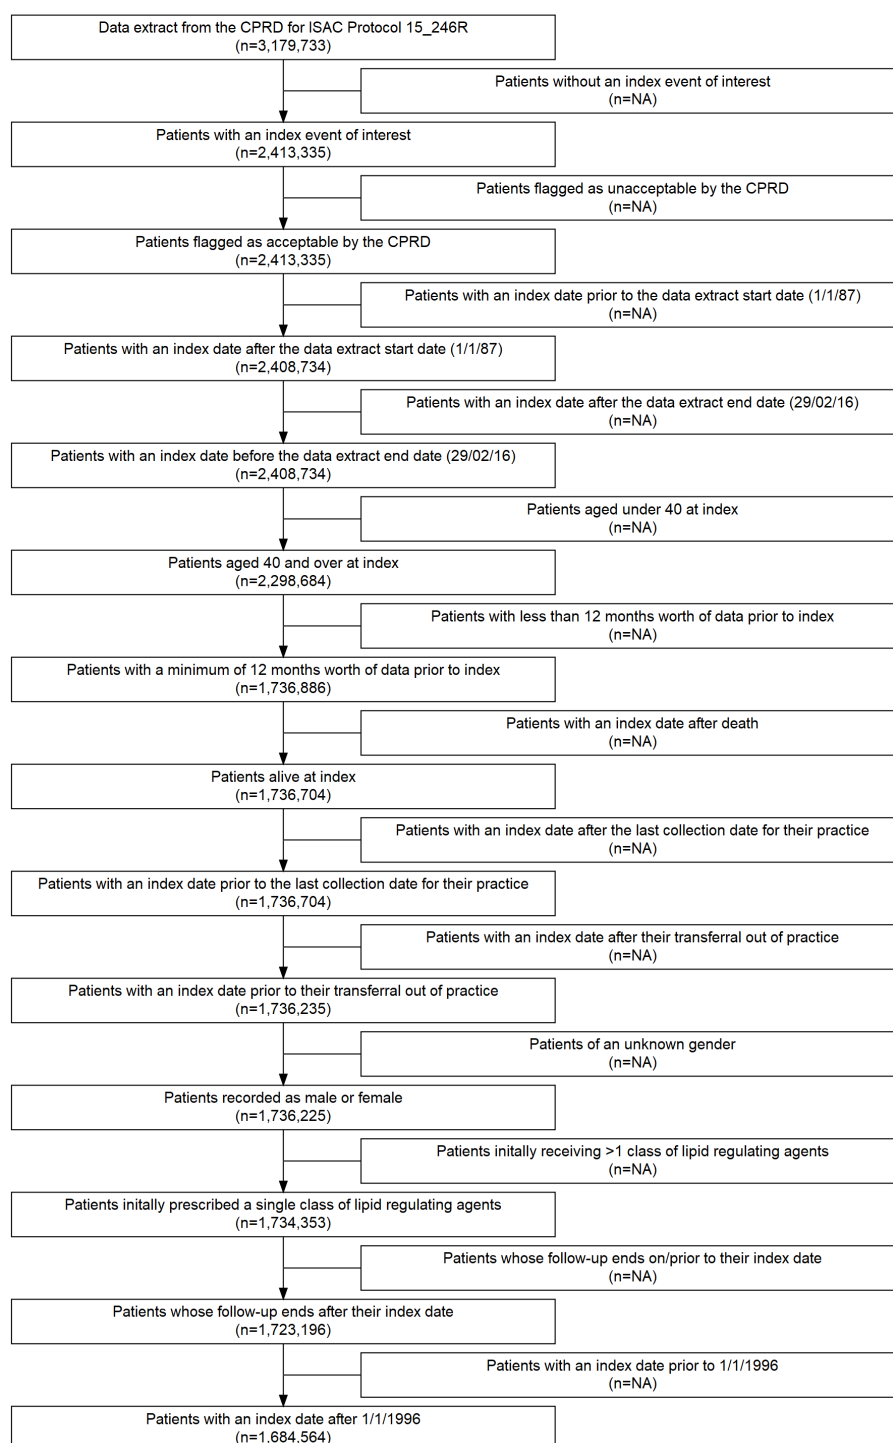 Data extract from the CPRD for ISAC Protocol 15_246R
(n=3,179,733)
Patients without an index event of interest
(n=NA)
Patients with an index event of interest
(n=2,413,335)
Patients flagged as unacceptable by the CPRD
(n=NA)
Patients flagged as acceptable by the CPRD
(n=2,413,335)
Patients with an index date prior to the data extract start date (1/1/87)
(n=NA)
Patients with an index date after the data extract start date (1/1/87)
(n=2,408,734)
Patients with an index date after the data extract end date (29/02/16)
(n=NA)
Patients with an index date before the data extract end date (29/02/16)
(n=2,408,734)
Patients aged under 40 at index
(n=NA)
Patients aged 40 and over at index
(n=2,298,684)
Patients with less than 12 months worth of data prior to index
(n=NA)
Patients with a minimum of 12 months worth of data prior to index
(n=1,736,886)
Patients with an index date after death
(n=NA)
Patients alive at index
(n=1,736,704)
Patients with an index date after the last collection date for their practice
(n=NA)
Patients with an index date prior to the last collection date for their practice
(n=1,736,704)
Patients with an index date after their transferral out of practice
(n=NA)
Patients with an index date prior to their transferral out of practice
(n=1,736,235)
Patients of an unknown gender
(n=NA)
Patients recorded as male or female
(n=1,736,225)
Patients initally receiving >1 class of lipid regulating agents
(n=NA)
Patients initally prescribed a single class of lipid regulating agents
(n=1,734,353)
Patients whose follow-up ends on/prior to their index date
(n=NA)
Patients whose follow-up ends after their index date
(n=1,723,196)
Patients with an index date prior to 1/1/1996
(n=NA)
Patients with an index date after 1/1/1996
(n=1,684,564)